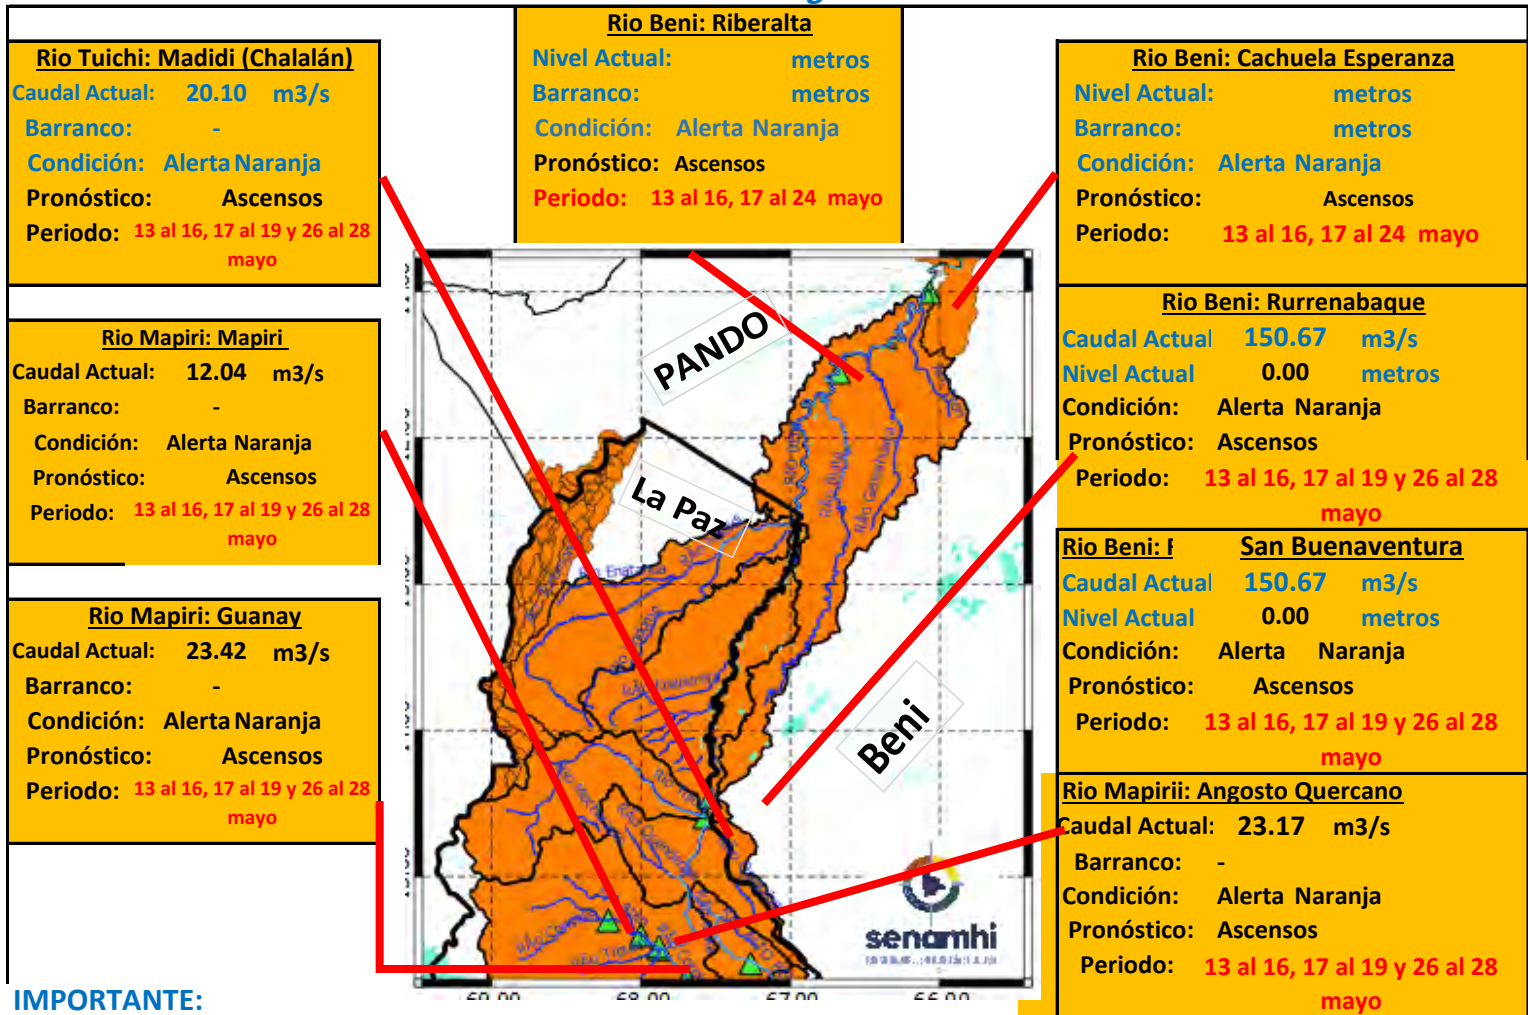 Rio Tuichi: Madidi (Chalalán)
Caudal Actual: 20.10 m3/s
Barranco: -
Condición: Alerta Naranja
Pronóstico: Ascensos
Periodo: 13 al 16, 17 al 19 y 26 al 28
mayo
Rio Mapiri: Mapiri
Caudal Actual: 12.04 m3/s
Barranco: -
Condición: Alerta Naranja
Pronóstico: Ascensos
Periodo: 13 al 16, 17 al 19 y 26 al 28
mayo
Rio Mapiri: Guanay
Caudal Actual: 23.42 m3/s
Barranco: -
Condición: Alerta Naranja
Pronóstico: Ascensos
Periodo: 13 al 16, 17 al 19 y 26 al 28
mayo
Rio Beni: Riberalta
Nivel Actual: metros
Barranco: metros
Condición: Alerta Naranja
Pronóstico: Ascensos
Periodo: 13 al 16, 17 al 24 mayo
PANDO
La Paz
Beni
senamhi
69.00 68.00 67.00 66.00
Rio Beni: Cachuela Esperanza
Nivel Actual: metros
Barranco: metros
Condición: Alerta Naranja
Pronóstico: Ascensos
Periodo: 13 al 16, 17 al 24 mayo
Rio Beni: Rurrenabaque
Caudal Actual 150.67 m3/s
Nivel Actual 0.00 metros
Condición: Alerta Naranja
Pronóstico: Ascensos
Periodo: 13 al 16, 17 al 19 y 26 al 28
mayo
Rio Beni: San Buenaventura
Caudal Actual 150.67 m3/s
Nivel Actual 0.00 metros
Condición: Alerta Naranja
Pronóstico: Ascensos
Periodo: 13 al 16, 17 al 19 y 26 al 28
mayo
Rio Mapirii: Angosto Quercano
Caudal Actual: 23.17 m3/s
Barranco: -
Condición: Alerta Naranja
Pronóstico: Ascensos
Periodo: 13 al 16, 17 al 19 y 26 al 28
mayo
IMPORTANTE: